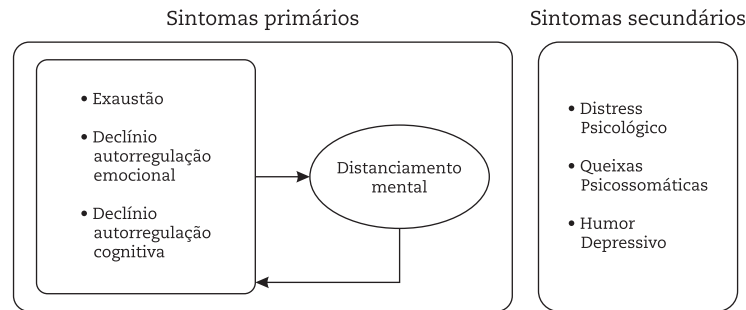 Sintomas primários
• Exaustão
• Declínio
autorregulação
emocional
• Declínio
autorregulação
cognitiva
Distanciamento
mental
Sintomas secundários
• Distress
Psicológico
• Queixas
Psicossomáticas
• Humor
Depressivo